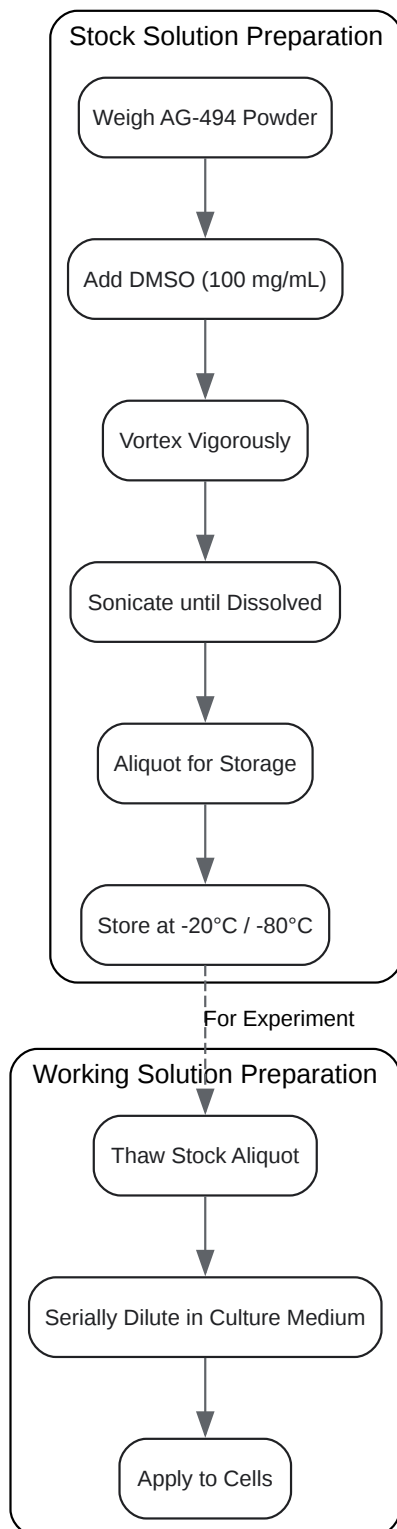 Stock Solution Preparation
Weigh AG-494 Powder
Add DMSO (100 mg/mL)
Vortex Vigorously
Sonicate until Dissolved
Aliquot for Storage
Store at -20°C / -80°C
For Experiment
Working Solution Preparation
Thaw Stock Aliquot
Serially Dilute in Culture Medium
Apply to Cells